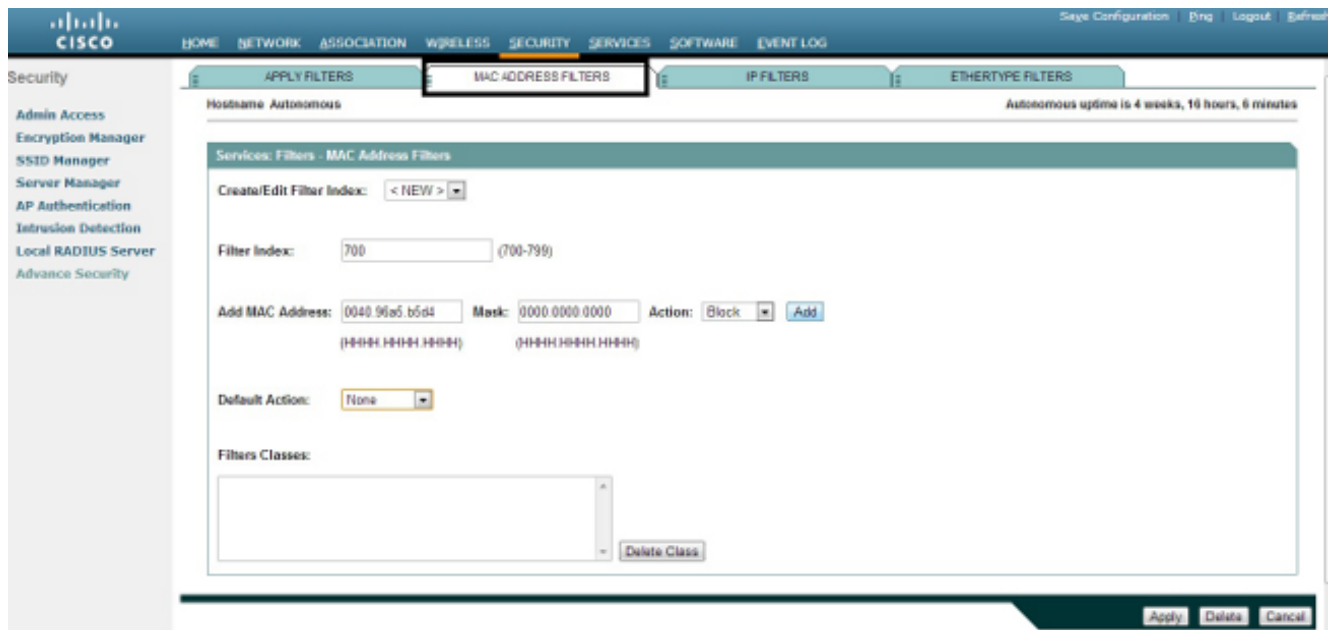 Save Configuration | Ping | Logout | Refresh
CISCO
HOME NETWORK ASSOCIATION WIRELESS SECURITY SERVICES SOFTWARE EVENT LOG
Security
APPLY FILTERS MAC ADDRESS FILTERS IP FILTERS ETHERTYPE FILTERS
Hostname Autonomous
Autonomous uptime is 4 weeks, 16 hours, 6 minutes
Admin Access
Encryption Manager
SSID Manager
Server Manager
AP Authentication
Intrusion Detection
Local RADIUS Server
Advance Security
Services: Filters - MAC Address Filters
Create/Edit Filter Index: < NEW >
Filter Index: 700 (700-799)
Add MAC Address: 0040.96a5.b5d4 Mask: 0000.0000.0000 Action: Block Add
(HHHH.HHHH.HHHH) (HHHH.HHHH.HHHH)
Default Action: None
Filters Classes:
Delete Class
Apply Delete Cancel